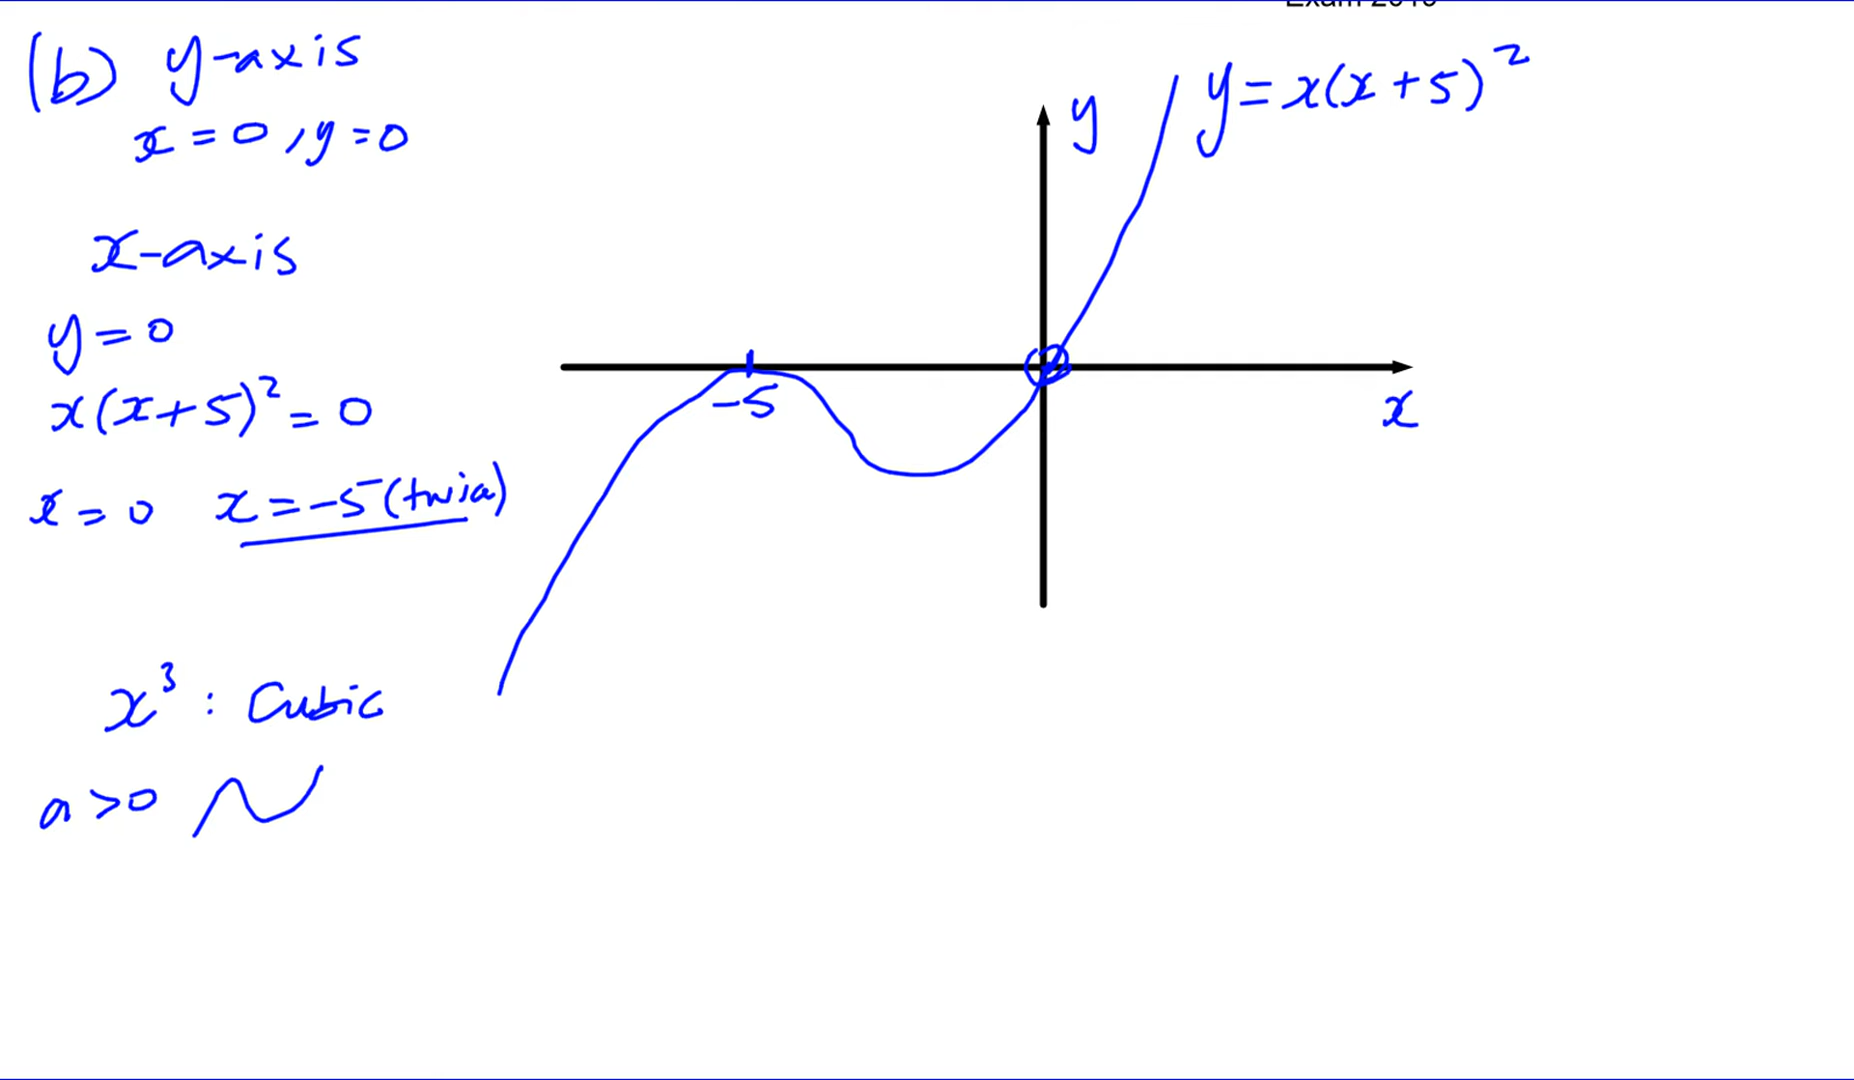 (b) y-axis
x = 0, y = 0
x-axis
y = 0
x(x+5)² = 0
x = 0 x = -5 (twice)
x³ : Cubic
a > 0
y
y = x(x+5)²
-5
x